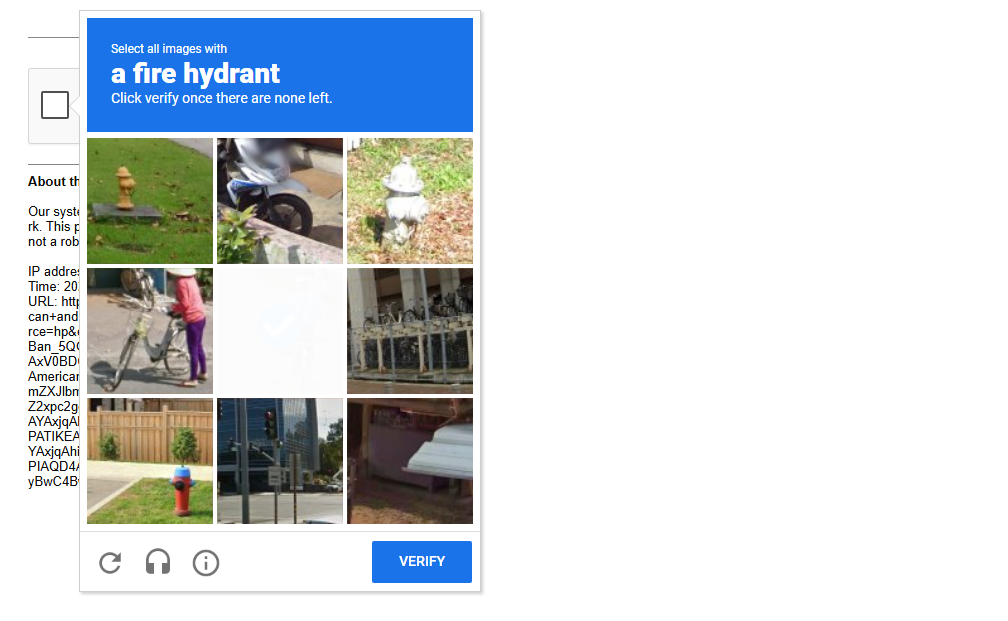 Select all images with
a fire hydrant
Click verify once there are none left.
About th
Our syste
rk. This p
not a rob
IP addres
Time: 20
URL: http
can+and
rce=hp&
Ban_5Q
AxV0BD
American
mZXJlbm
Z2xpc2g
AYAxjqA
PATIKEA
YAxjqAhi
PIAQD4A
yBwC4B
VERIFY